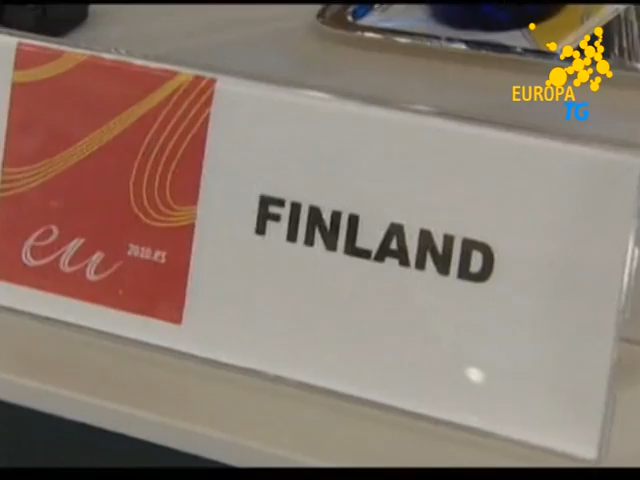 EUROPA
TG
eu
2010.ES
FINLAND